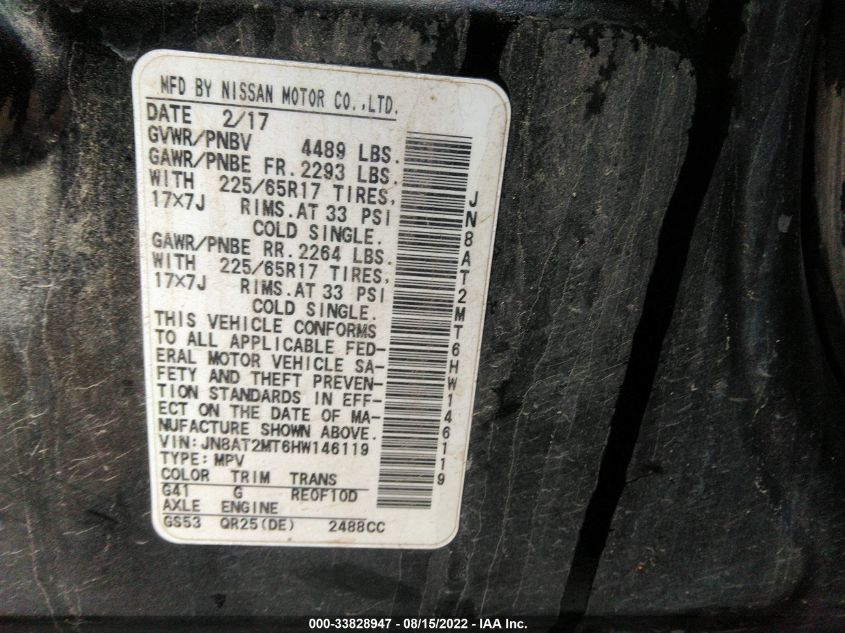 MFD BY NISSAN MOTOR CO.,LTD.
DATE 2/17
GVWR/PNBV 4489 LBS.
GAWR/PNBE FR. 2293 LBS.
WITH 225/65R17 TIRES,
17×7J RIMS.AT 33 PSI
COLD SINGLE.
GAWR/PNBE RR. 2264 LBS.
WITH 225/65R17 TIRES,
17×7J RIMS.AT 33 PSI
COLD SINGLE.
THIS VEHICLE CONFORMS
TO ALL APPLICABLE FED-
ERAL MOTOR VEHICLE SA-
FETY AND THEFT PREVEN-
TION STANDARDS IN EFF-
ECT ON THE DATE OF MA-
NUFACTURE SHOWN ABOVE.
VIN:JN8AT2MT6HW146119
TYPE:MPV
COLOR TRIM TRANS
G41 G RE0F10D
AXLE ENGINE
GS53 QR25(DE) 2488CC
JN8AT2MT6HW146119
000-33828947 - 08/15/2022 - IAA Inc.